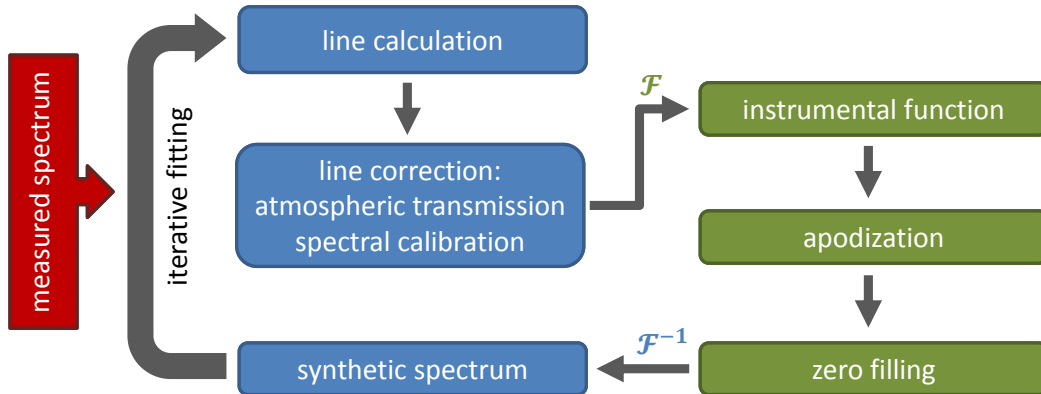 measured spectrum
iterative fitting
line calculation
line correction:
atmospheric transmission
spectral calibration
ℱ
instrumental function
apodization
zero filling
ℱ⁻¹
synthetic spectrum